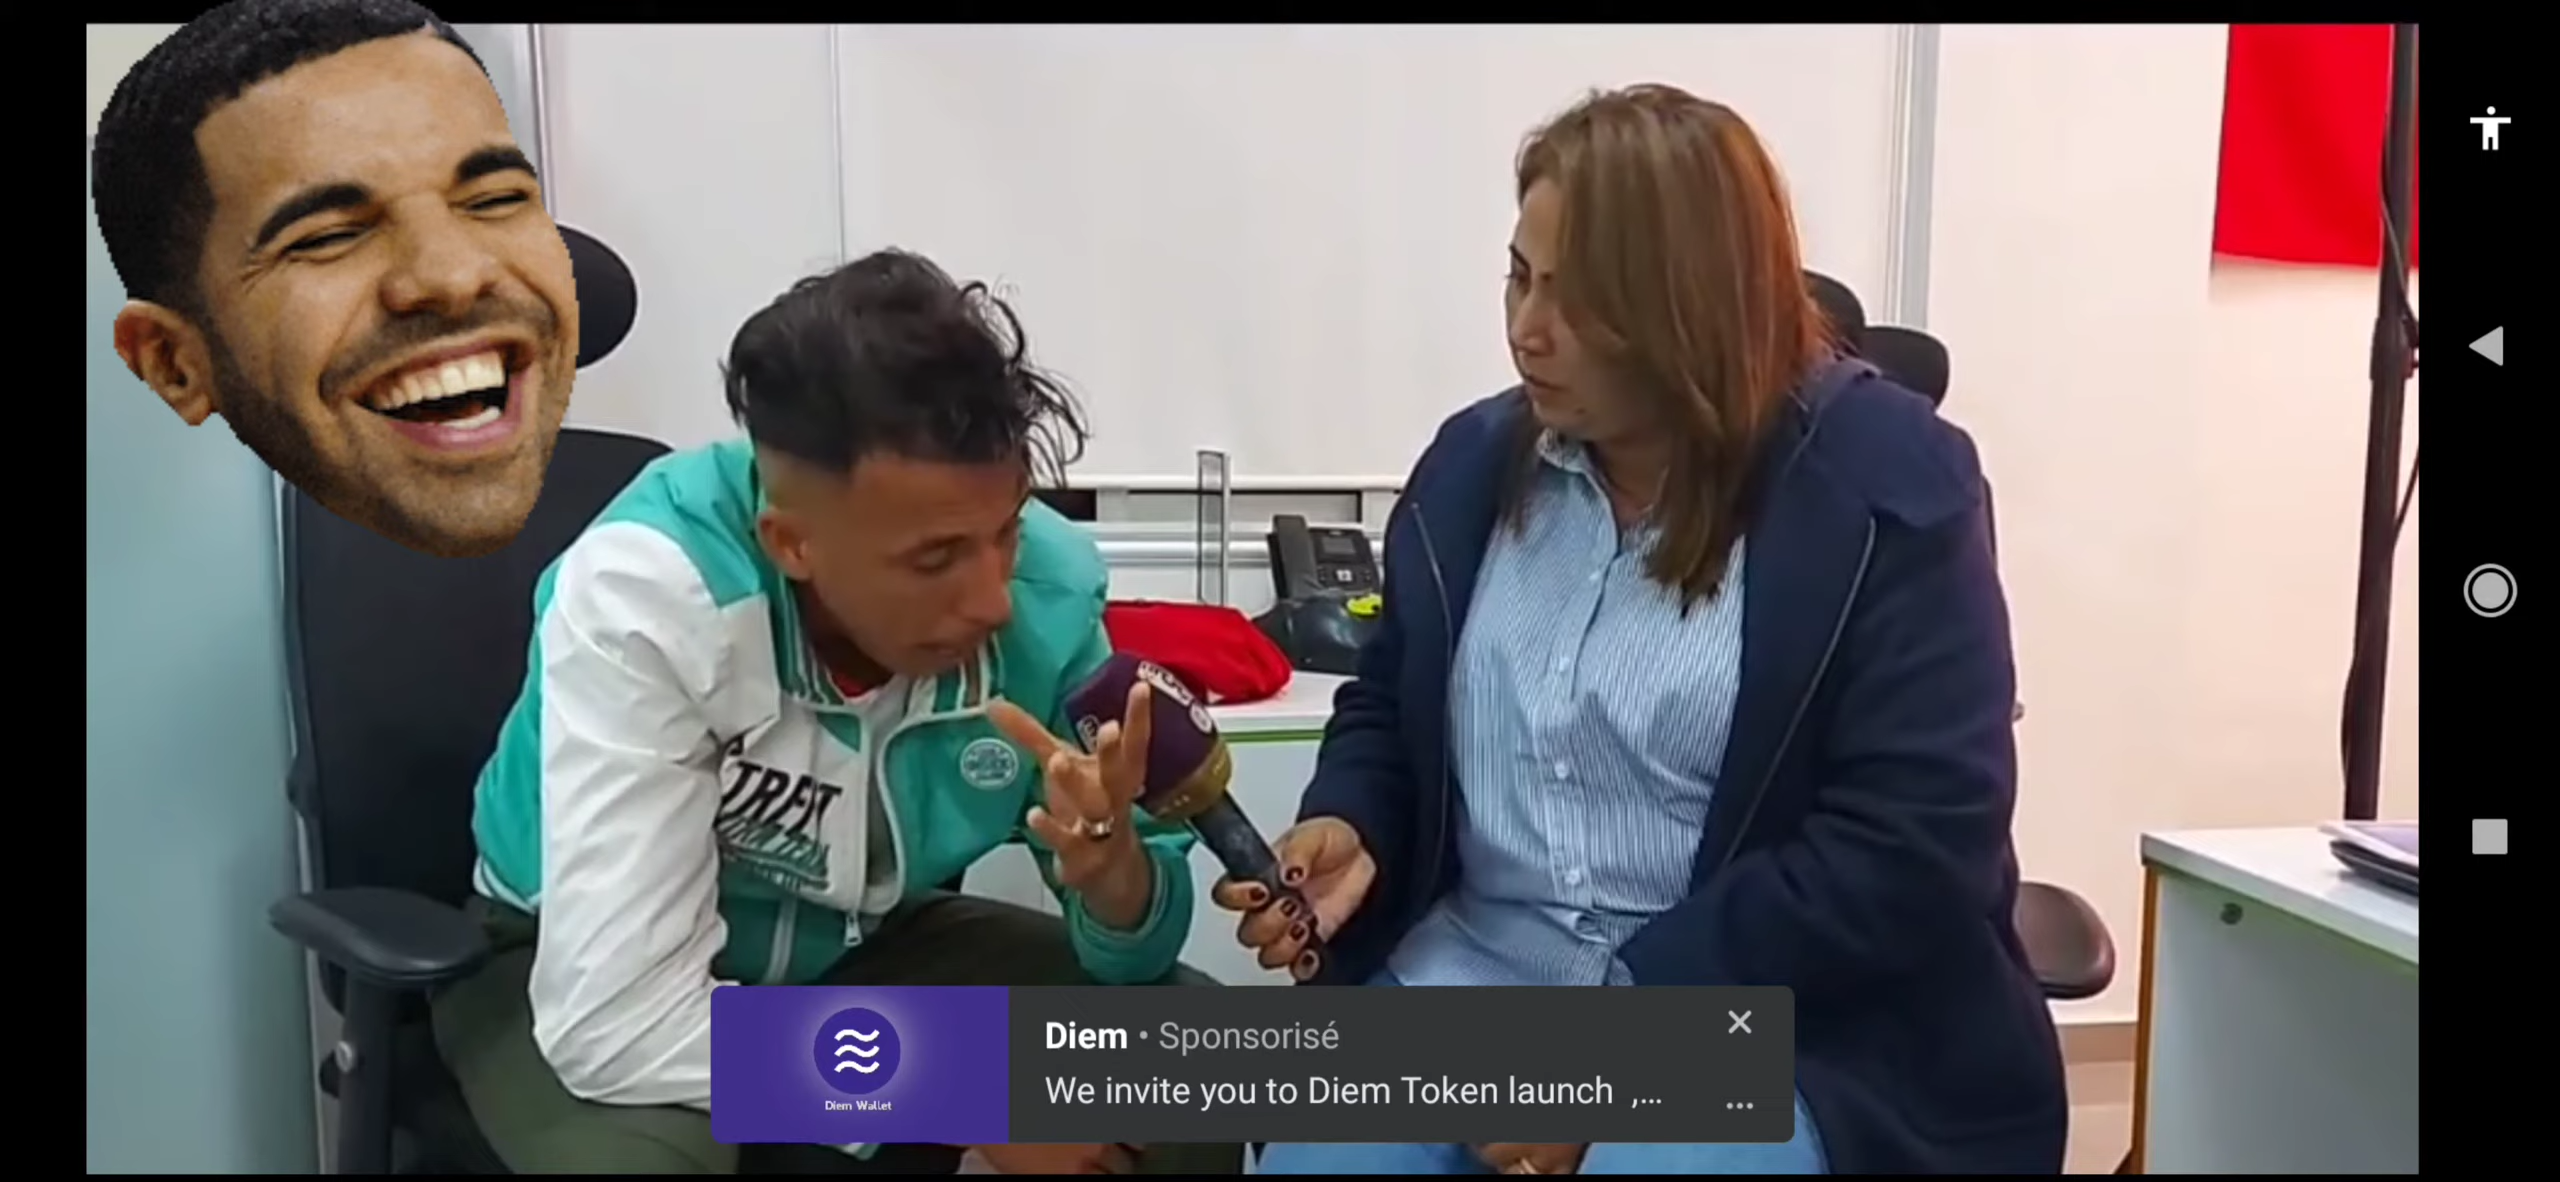 Diem • Sponsorisé
We invite you to Diem Token launch ,...
Diem Wallet